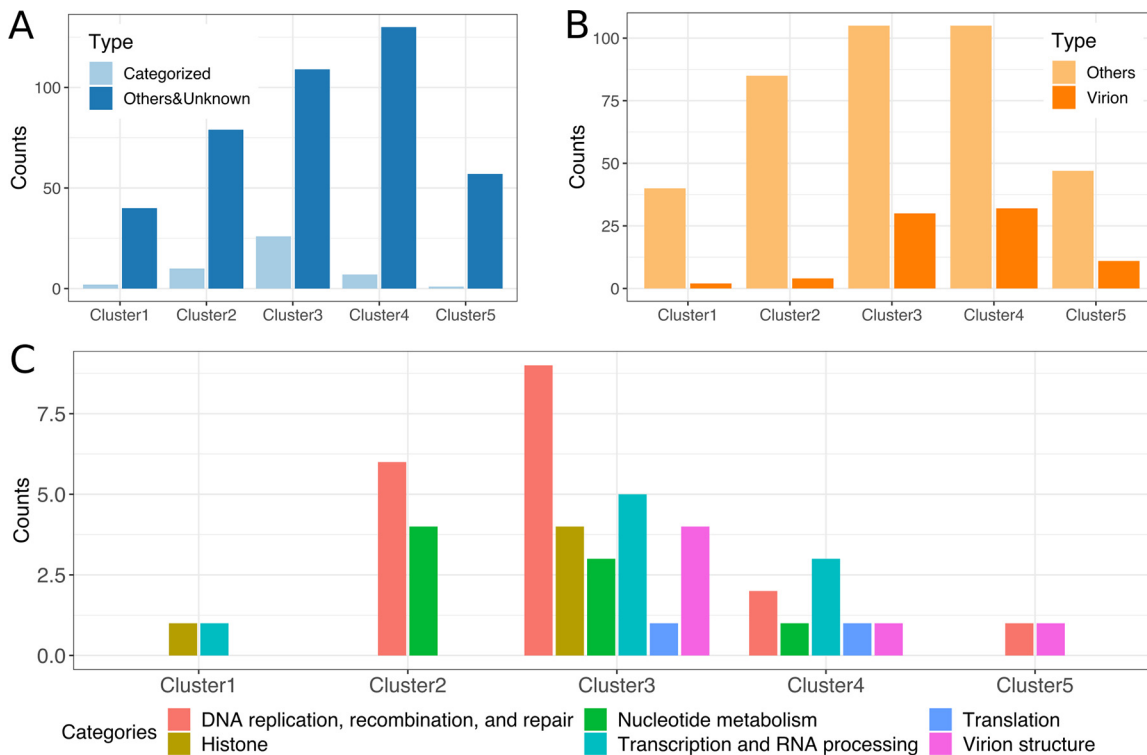 A
Type
Categorized
Others&Unknown
Counts
100
50
0
Cluster1 Cluster2 Cluster3 Cluster4 Cluster5
B
Type
Others
Virion
Counts
100
75
50
25
0
Cluster1 Cluster2 Cluster3 Cluster4 Cluster5
C
Counts
7.5
5.0
2.5
0.0
Cluster1 Cluster2 Cluster3 Cluster4 Cluster5
Categories
DNA replication, recombination, and repair Nucleotide metabolism Translation
Histone Transcription and RNA processing Virion structure